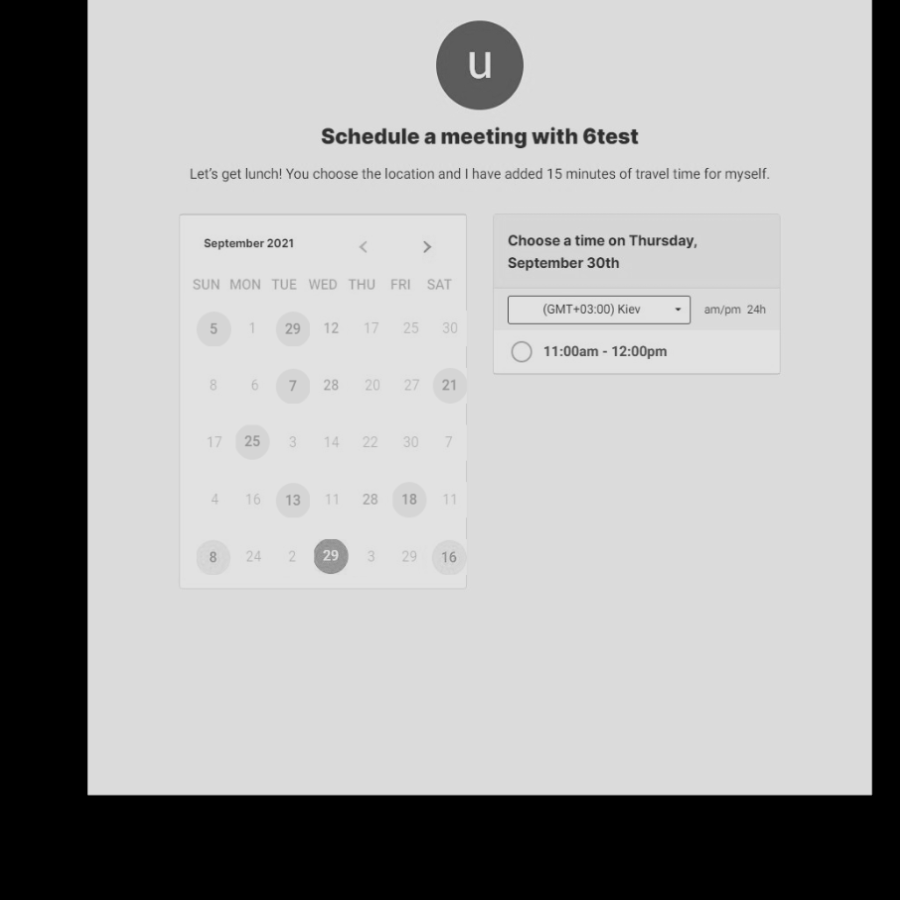 u
Schedule a meeting with 6test
Let's get lunch! You choose the location and I have added 15 minutes of travel time for myself.
September 2021
SUN MON TUE WED THU FRI SAT
5 1 29 12 17 25 30
8 6 7 28 20 27 21
17 25 3 14 22 30 7
4 16 13 11 28 18 11
8 24 2 29 3 29 16
Choose a time on Thursday,
September 30th
(GMT+03:00) Kiev am/pm 24h
11:00am - 12:00pm